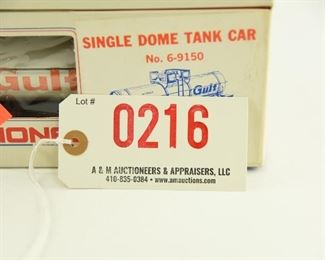 SINGLE DOME TANK CAR
No. 6-9150
Gulf
Gulf
Lot #
0216
IONE
A & M AUCTIONEERS & APPRAISERS, LLC
410-835-0384 • www.amauctions.com